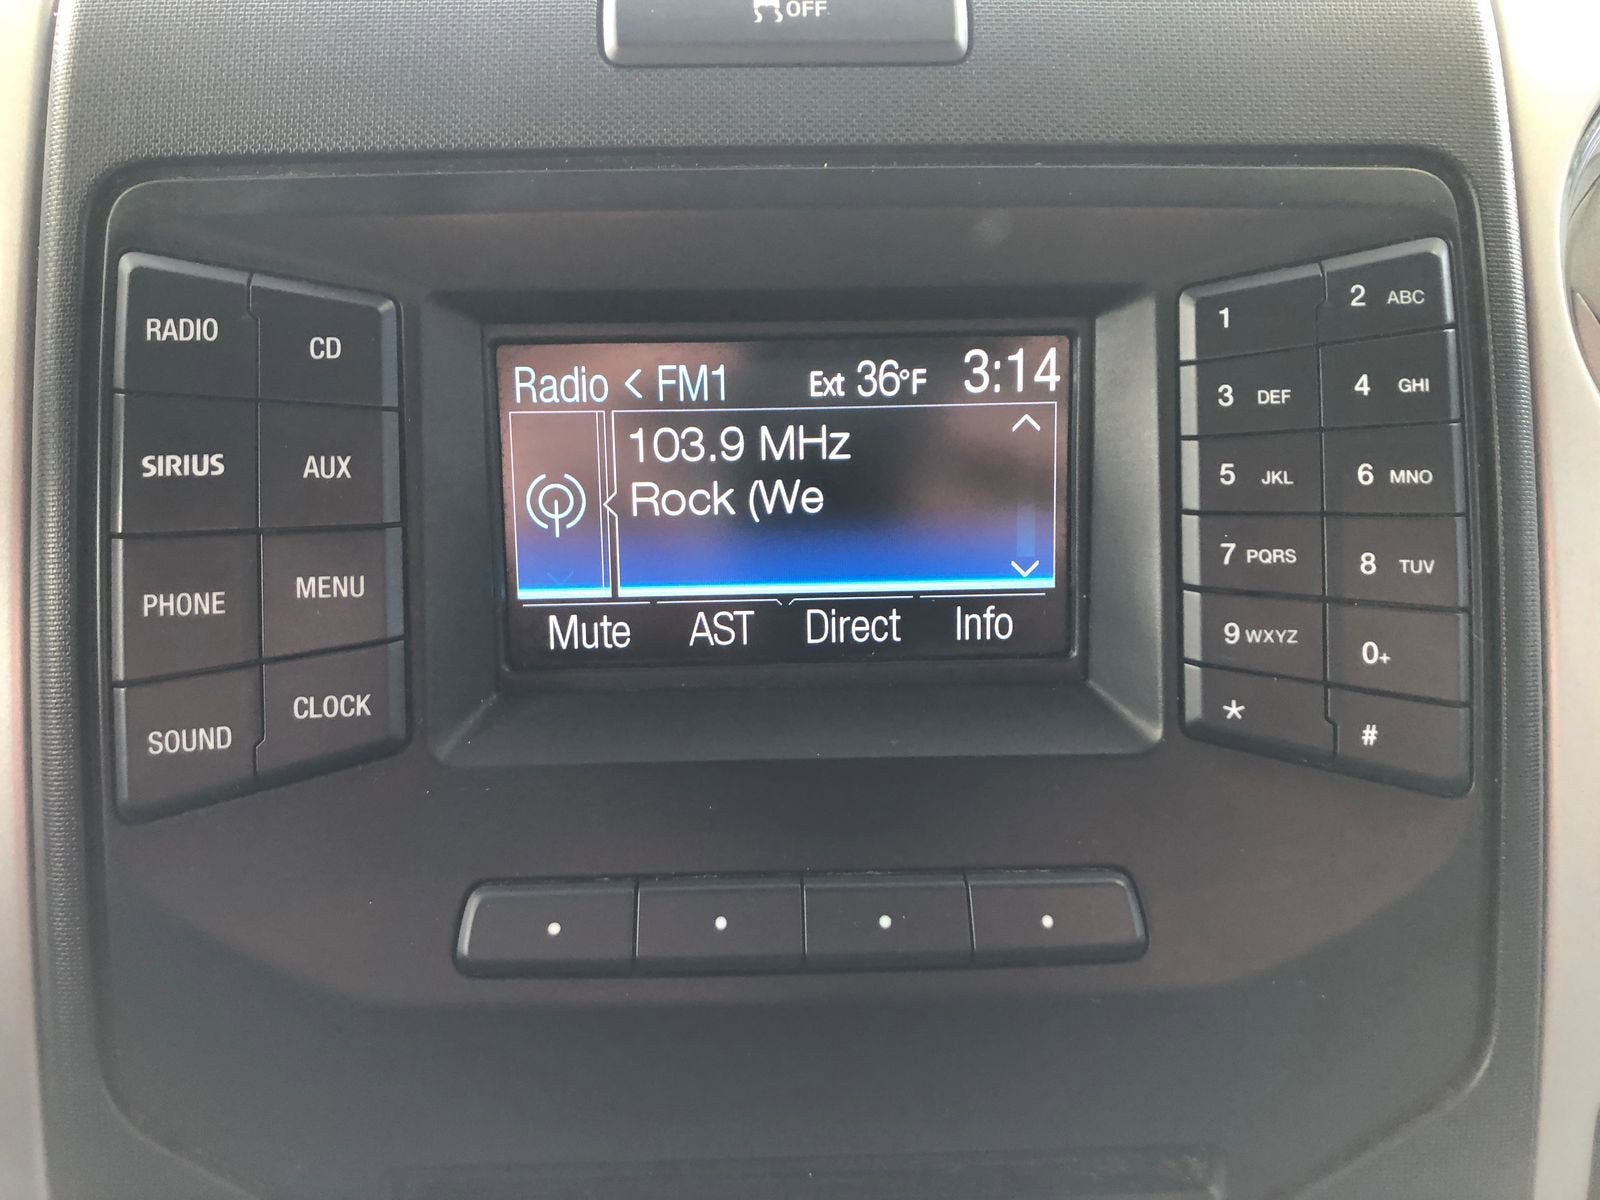 OFF
RADIO
CD
SIRIUS
AUX
PHONE
MENU
SOUND
CLOCK
Radio < FM1 Ext 36°F 3:14
103.9 MHz
Rock (We
Mute AST Direct Info
1
2 ABC
3 DEF
4 GHI
5 JKL
6 MNO
7 PQRS
8 TUV
9 WXYZ
0+
*
#